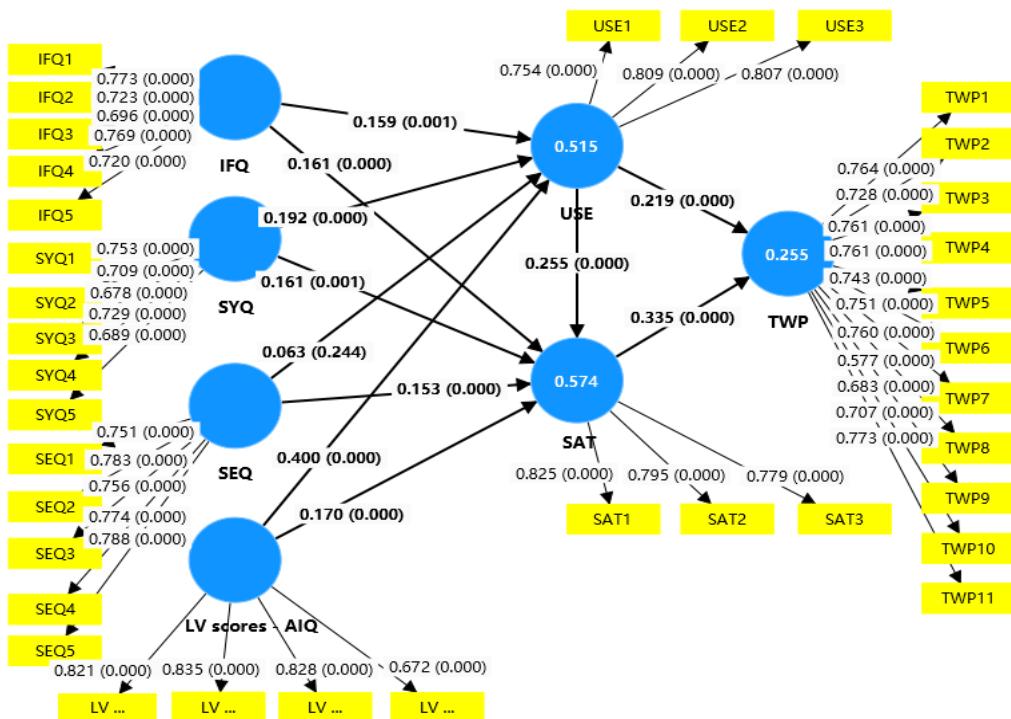 USE1
USE2
USE3
IFQ1
IFQ2
IFQ3
IFQ4
IFQ5
0.773 (0.000)
0.723 (0.000)
0.696 (0.000)
0.769 (0.000)
0.720 (0.000)
IFQ
0.754 (0.000)
0.809 (0.000)
0.807 (0.000)
0.159 (0.001)
0.161 (0.000)
0.515
USE
SYQ1
SYQ2
SYQ3
SYQ4
SYQ5
0.753 (0.000)
0.709 (0.000)
0.678 (0.000)
0.729 (0.000)
0.689 (0.000)
SYQ
0.192 (0.000)
0.161 (0.001)
0.219 (0.000)
0.255 (0.000)
0.335 (0.000)
0.255
TWP
SEQ1
SEQ2
SEQ3
SEQ4
SEQ5
0.751 (0.000)
0.783 (0.000)
0.756 (0.000)
0.774 (0.000)
0.788 (0.000)
SEQ
0.063 (0.244)
0.153 (0.000)
0.574
SAT
0.400 (0.000)
0.170 (0.000)
0.825 (0.000)
0.795 (0.000)
0.779 (0.000)
SAT1
SAT2
SAT3
LV scores - AIQ
0.821 (0.000)
0.835 (0.000)
0.828 (0.000)
0.672 (0.000)
LV ...
LV ...
LV ...
LV ...
0.764 (0.000)
0.728 (0.000)
0.761 (0.000)
0.761 (0.000)
0.743 (0.000)
0.751 (0.000)
0.760 (0.000)
0.577 (0.000)
0.683 (0.000)
0.707 (0.000)
0.773 (0.000)
TWP1
TWP2
TWP3
TWP4
TWP5
TWP6
TWP7
TWP8
TWP9
TWP10
TWP11